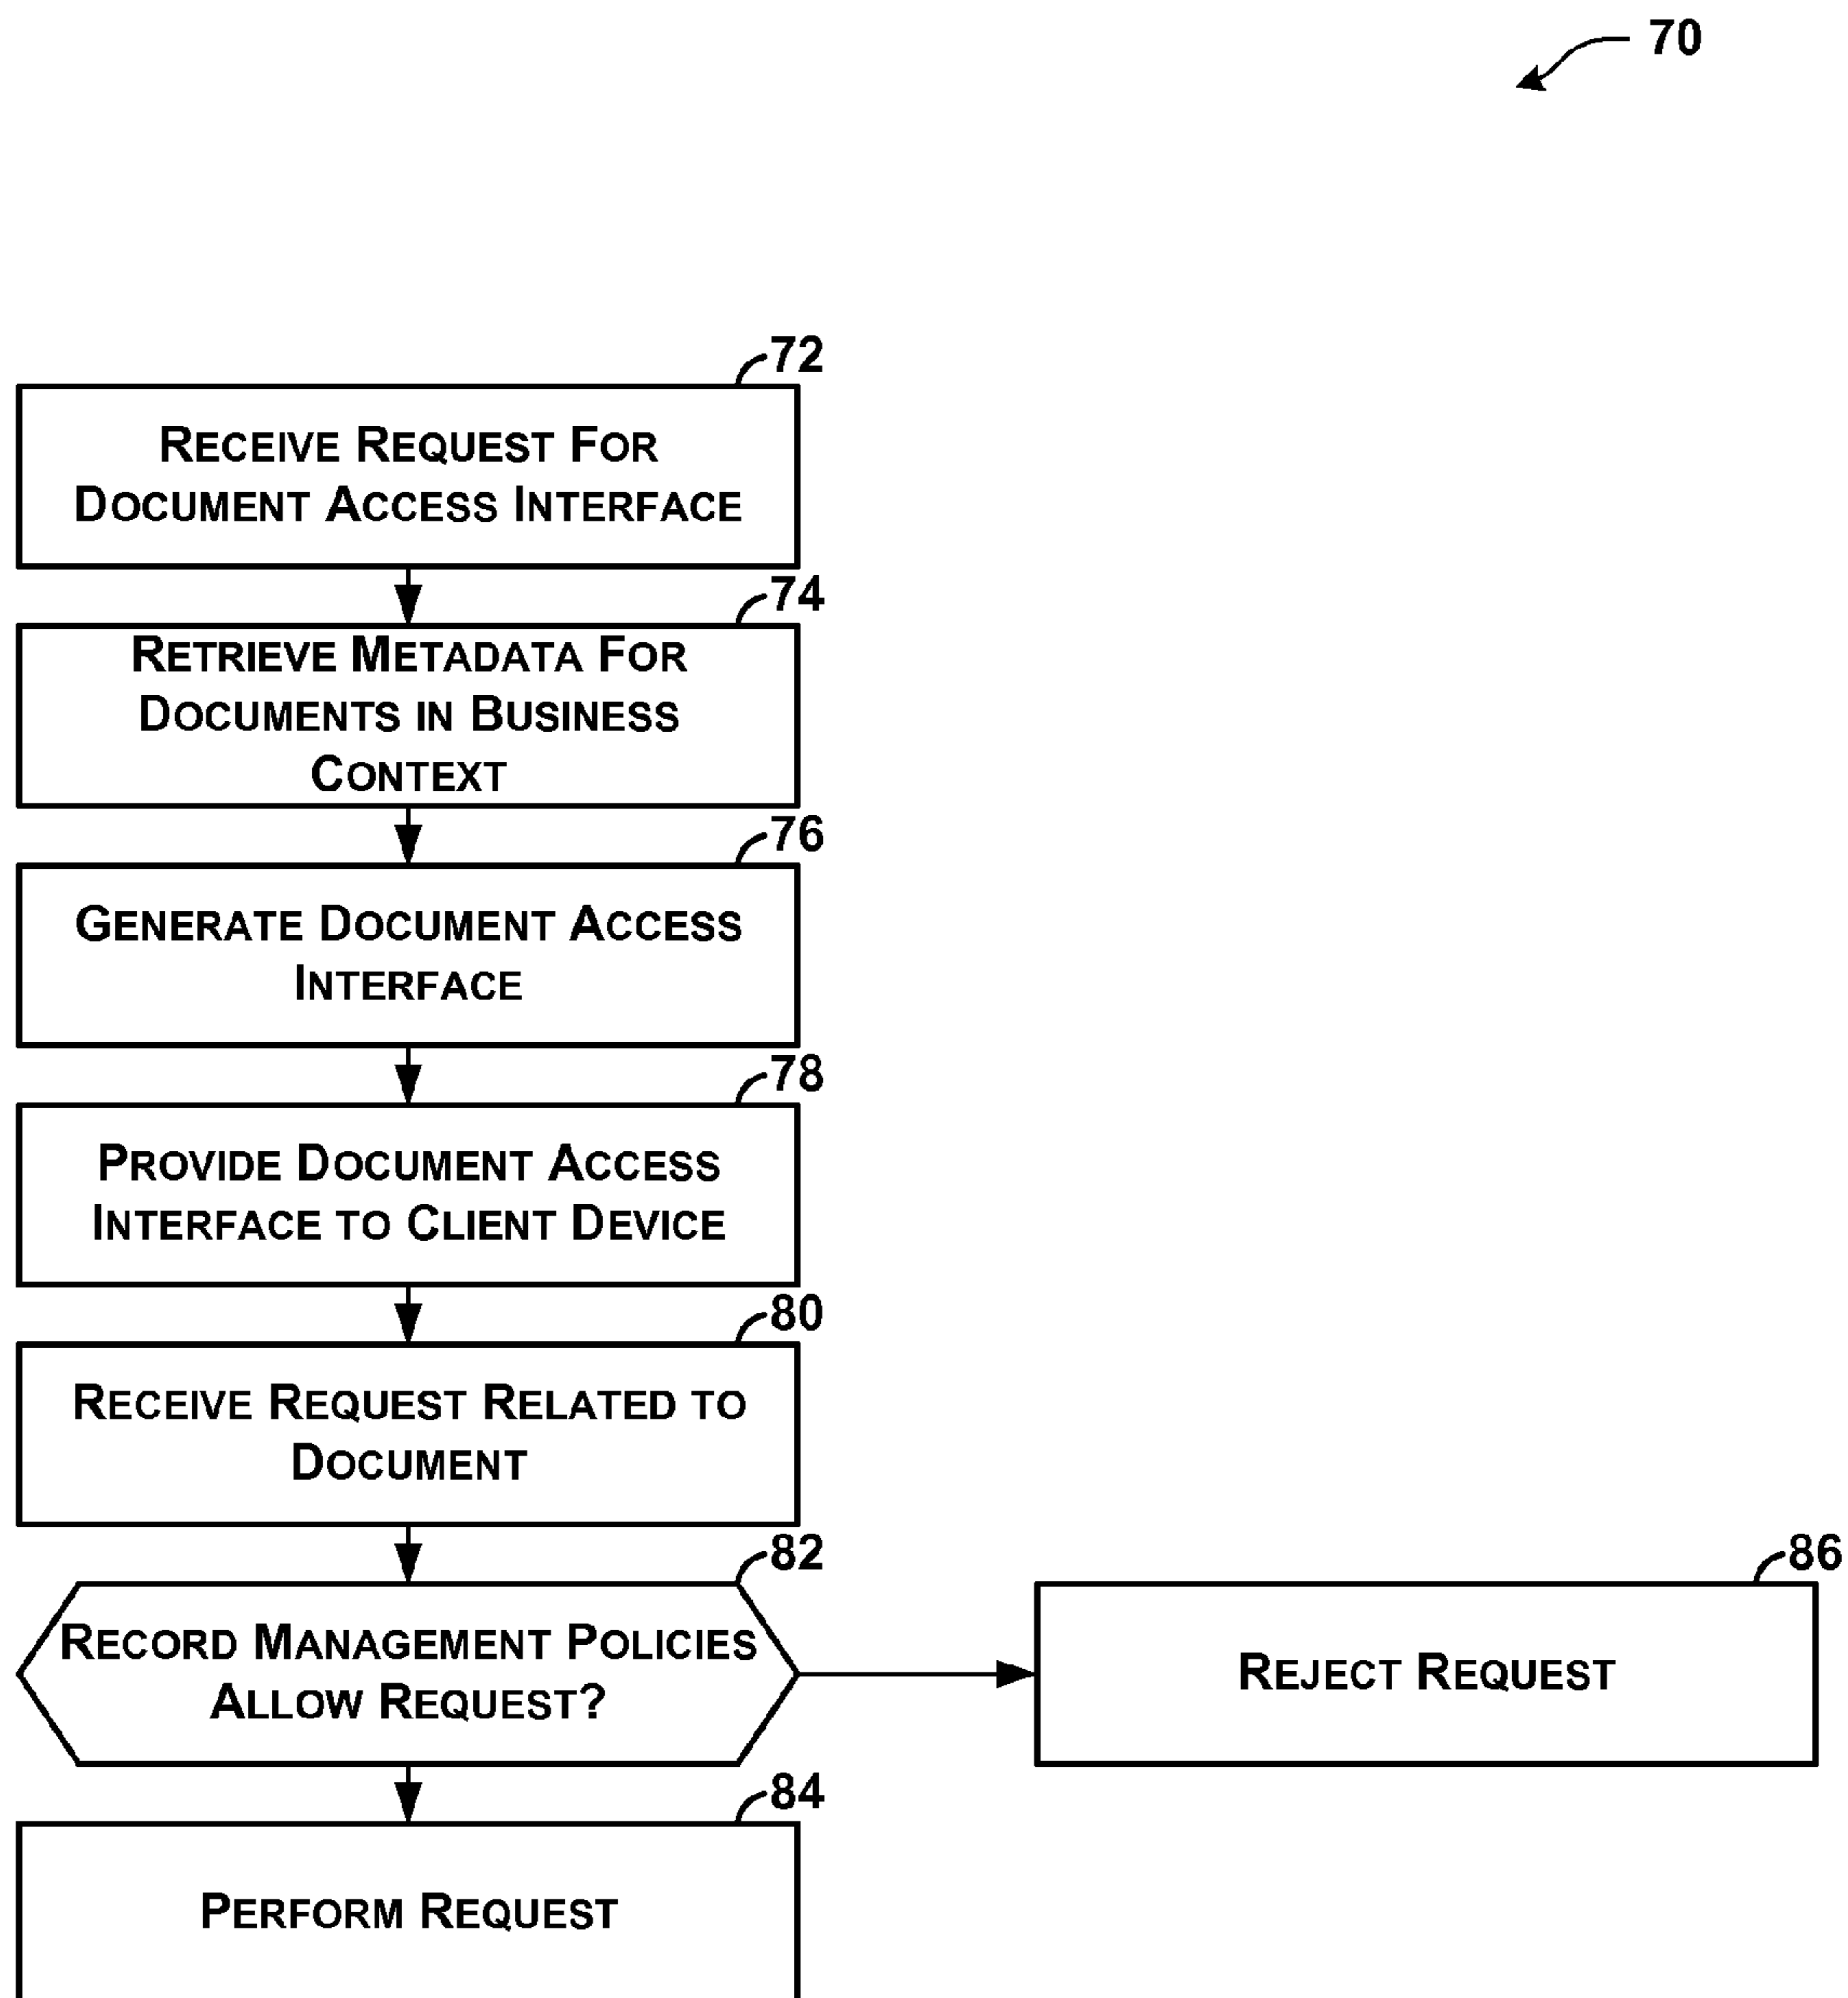 70
72
RECEIVE REQUEST FOR
DOCUMENT ACCESS INTERFACE
74
RETRIEVE METADATA FOR
DOCUMENTS IN BUSINESS
CONTEXT
76
GENERATE DOCUMENT ACCESS
INTERFACE
78
PROVIDE DOCUMENT ACCESS
INTERFACE TO CLIENT DEVICE
80
RECEIVE REQUEST RELATED TO
DOCUMENT
82
RECORD MANAGEMENT POLICIES
ALLOW REQUEST?
86
REJECT REQUEST
84
PERFORM REQUEST